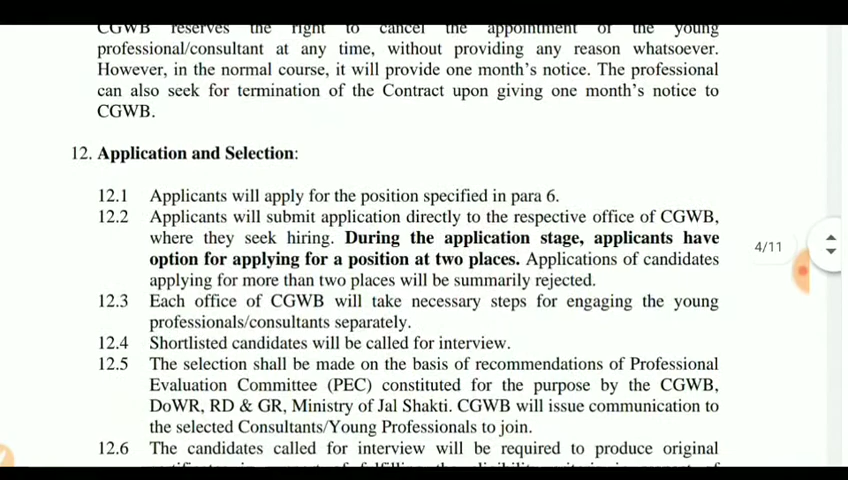 CGWB reserves the right to cancel the appointment of the young
professional/consultant at any time, without providing any reason whatsoever.
However, in the normal course, it will provide one month's notice. The professional
can also seek for termination of the Contract upon giving one month's notice to
CGWB.
12. Application and Selection:
12.1 Applicants will apply for the position specified in para 6.
12.2 Applicants will submit application directly to the respective office of CGWB,
where they seek hiring. During the application stage, applicants have
option for applying for a position at two places. Applications of candidates
applying for more than two places will be summarily rejected.
4/11
12.3 Each office of CGWB will take necessary steps for engaging the young
professionals/consultants separately.
12.4 Shortlisted candidates will be called for interview.
12.5 The selection shall be made on the basis of recommendations of Professional
Evaluation Committee (PEC) constituted for the purpose by the CGWB,
DoWR, RD & GR, Ministry of Jal Shakti. CGWB will issue communication to
the selected Consultants/Young Professionals to join.
12.6 The candidates called for interview will be required to produce original